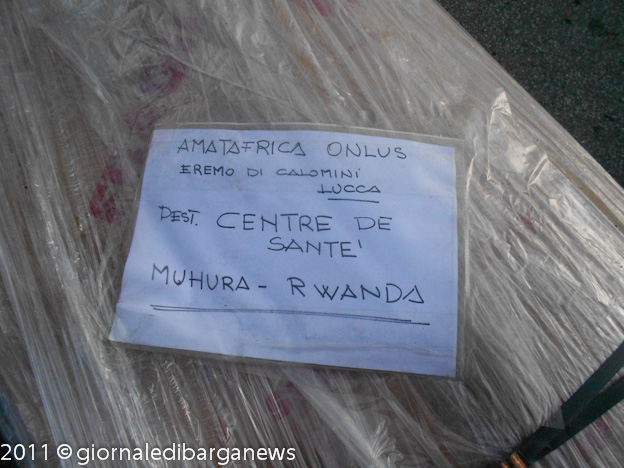 AMATAFRICA ONLUS
EREMO DI CALOMINI
LUCCA
DEST. CENTRE DE
SANTE'
MUHURA - RWANDA
2011 © giornaledibarganews